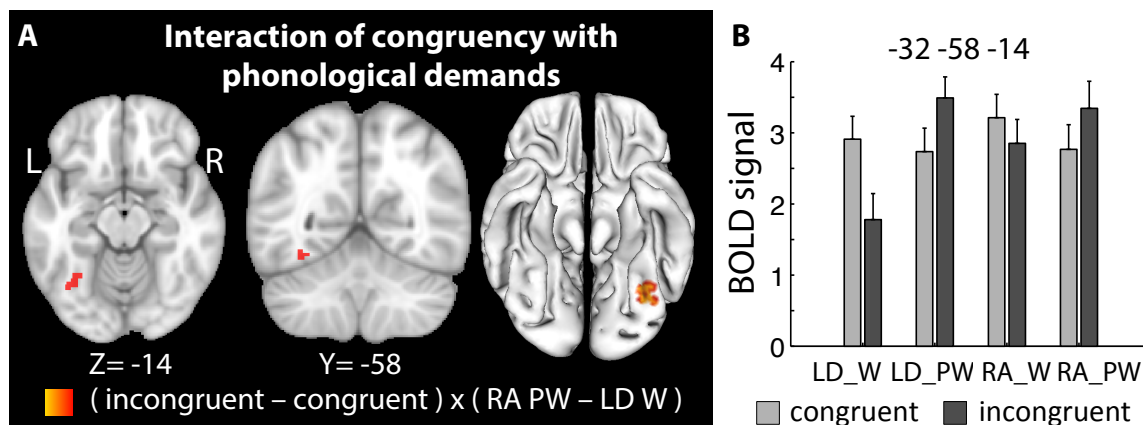 A
Interaction of congruency with
phonological demands
L
R
Z= -14
Y= -58
( incongruent – congruent ) x ( RA PW – LD W )
B
-32 -58 -14
BOLD signal
4
3
2
1
0
LD_W LD_PW RA_W RA_PW
congruent incongruent